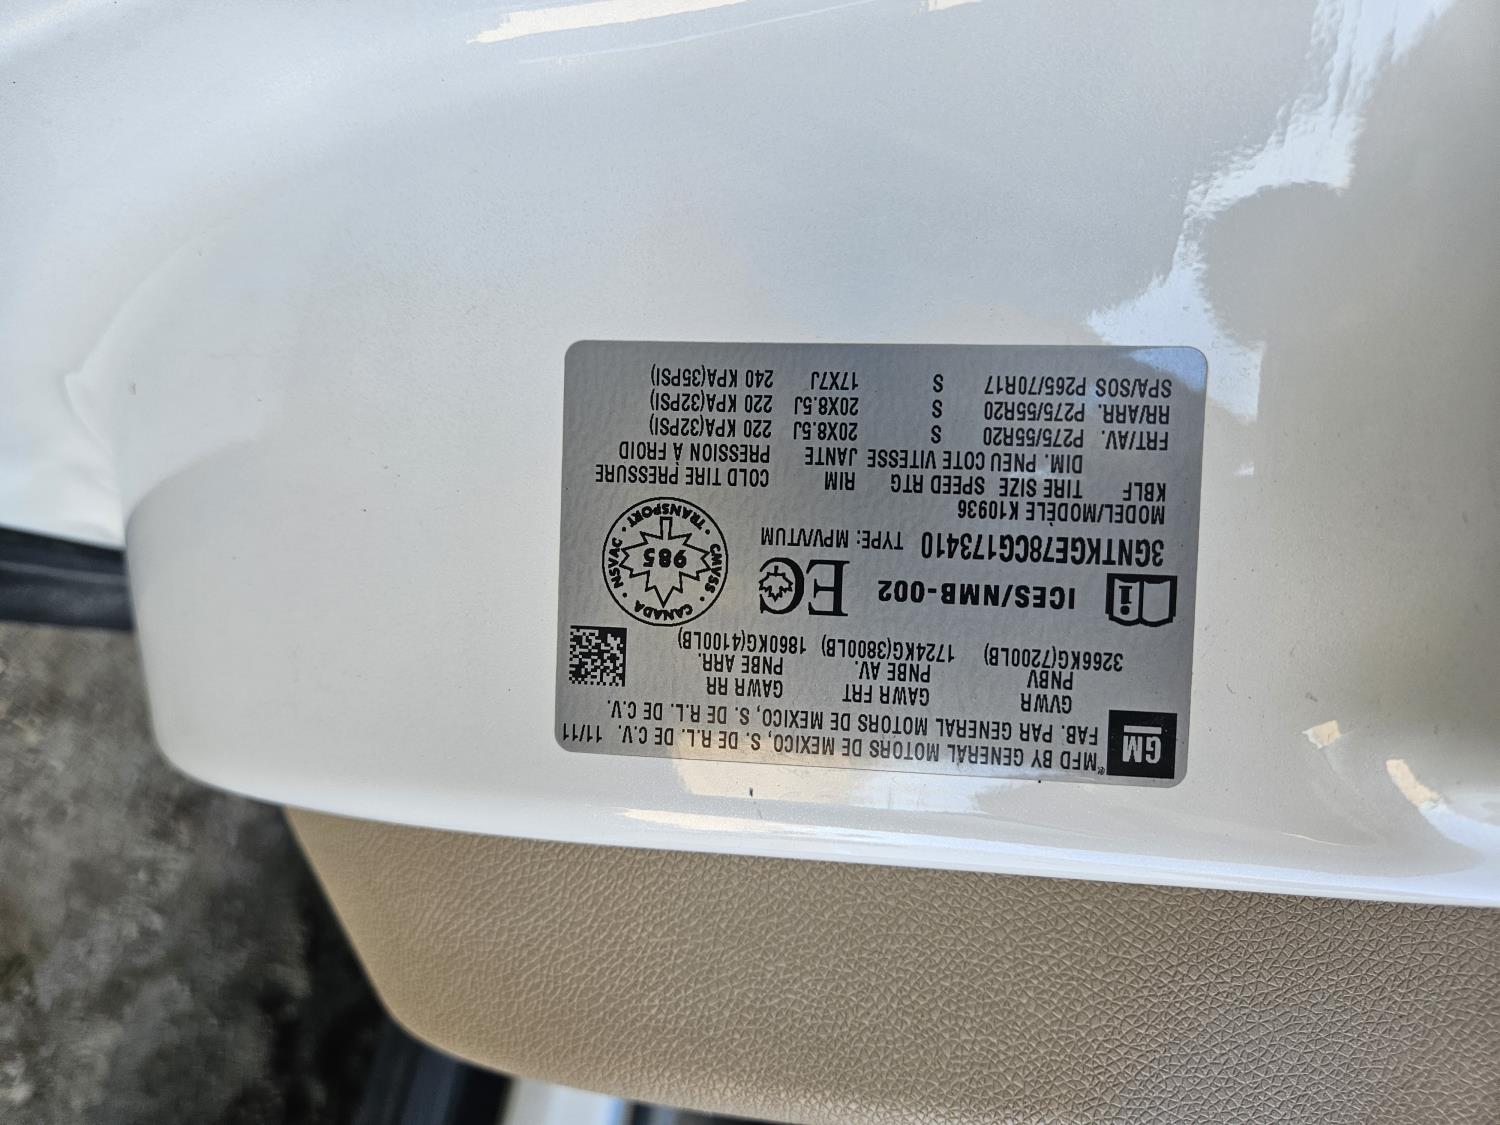 GM
MFD BY GENERAL MOTORS DE MEXICO, S. DE R.L. DE C.V. 11/11
FAB. PAR GENERAL MOTORS DE MEXICO, S. DE R.L. DE C.V.
GVWR GAWR FRT GAWR RR
PNBV PNBE AV. PNBE ARR.
3266KG(7200LB) 1724KG(3800LB) 1860KG(4100LB)
i ICES/NMB-002 EC
CANADA · TRANSPORT · NSVAC · CMVSS
985
3GNTKGE78CG173410 TYPE: MPV/VTUM
MODEL/MODÈLE K10936
KBLF TIRE SIZE SPEED RTG RIM COLD TIRE PRESSURE
DIM. PNEU COTE VITESSE JANTE PRESSION À FROID
FRT/AV. P275/55R20 S 20X8.5J 220 KPA(32PSI)
RR/ARR. P275/55R20 S 20X8.5J 220 KPA(32PSI)
SPA/SOS P265/70R17 S 17X7J 240 KPA(35PSI)